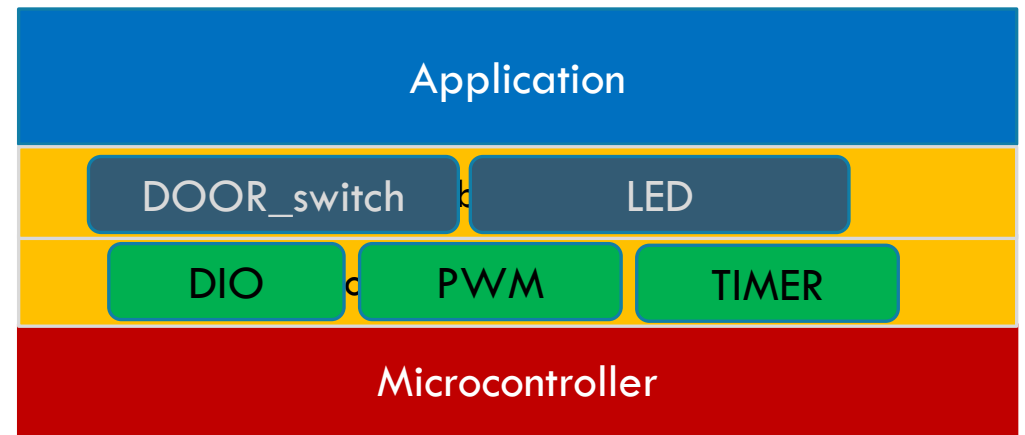 Application
DOOR_switch
LED
DIO
PWM
TIMER
Microcontroller